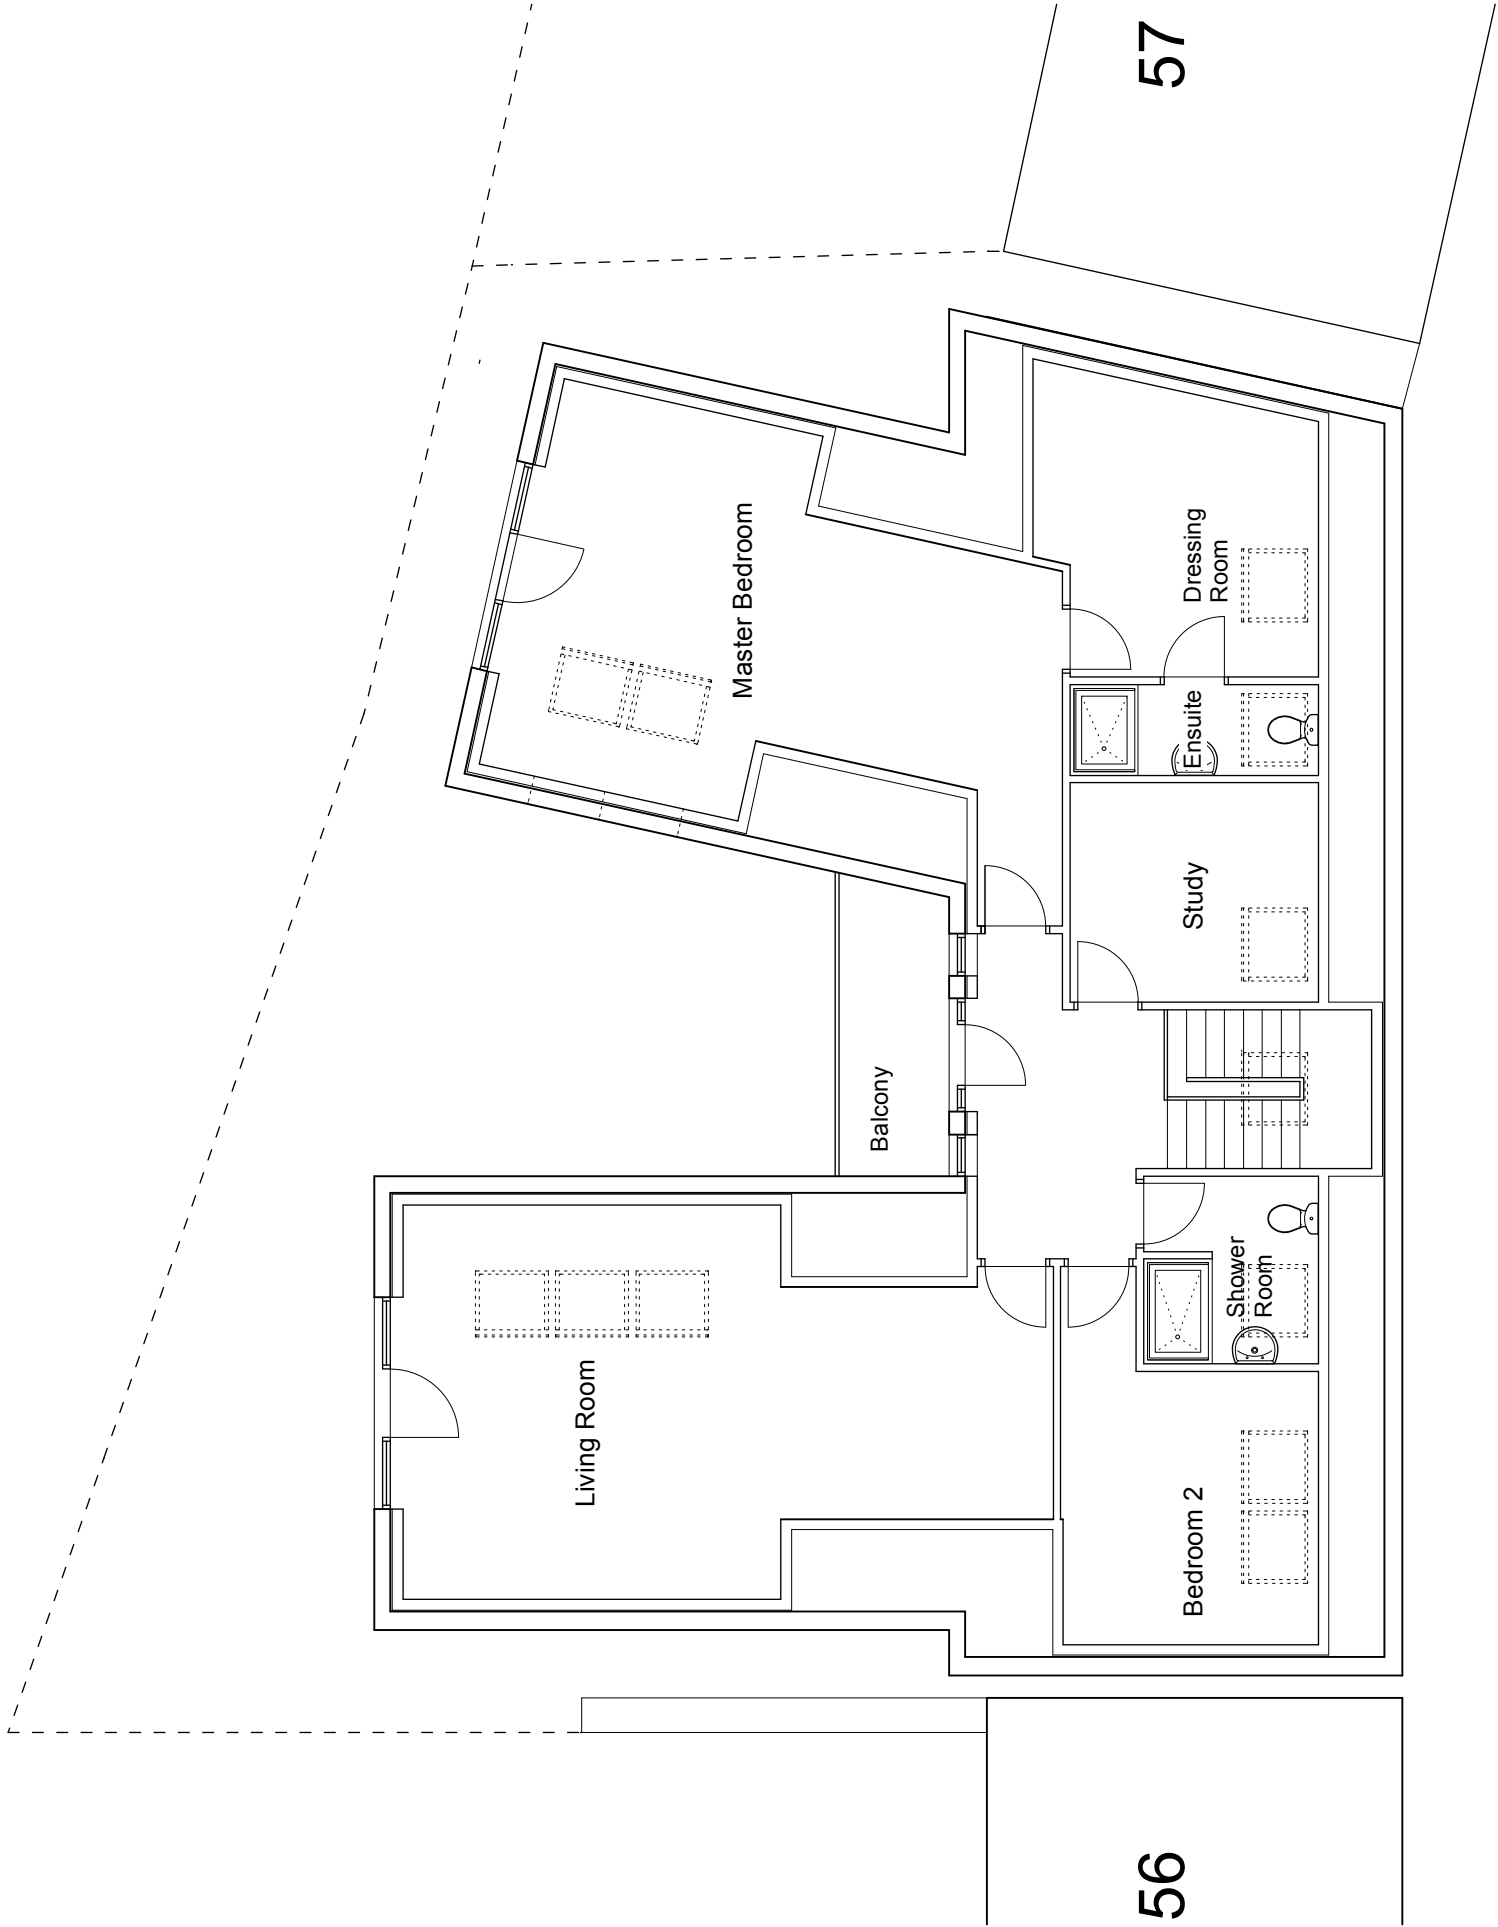 57
Master Bedroom
Dressing
Room
Ensuite
Study
Balcony
Shower
Room
Living Room
Bedroom 2
56